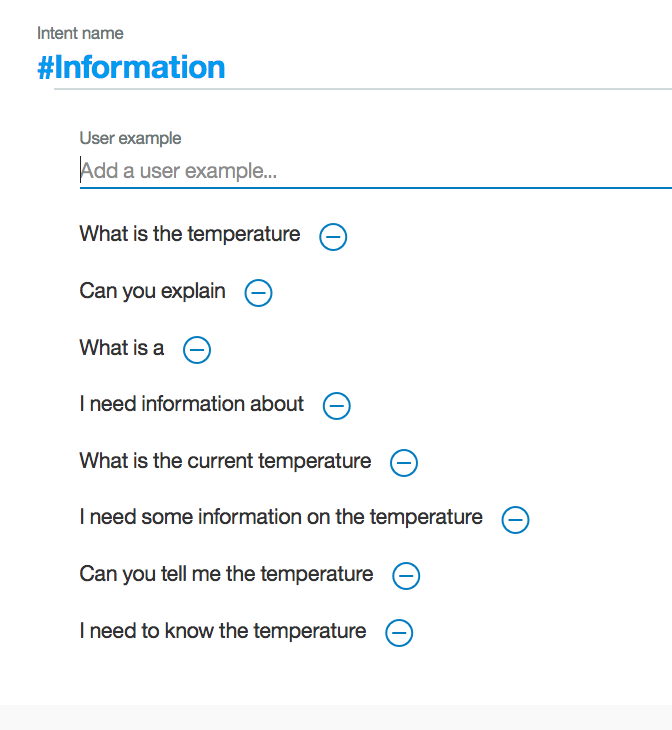 Intent name
#Information
User example
Add a user example...
What is the temperature
Can you explain
What is a
I need information about
What is the current temperature
I need some information on the temperature
Can you tell me the temperature
I need to know the temperature